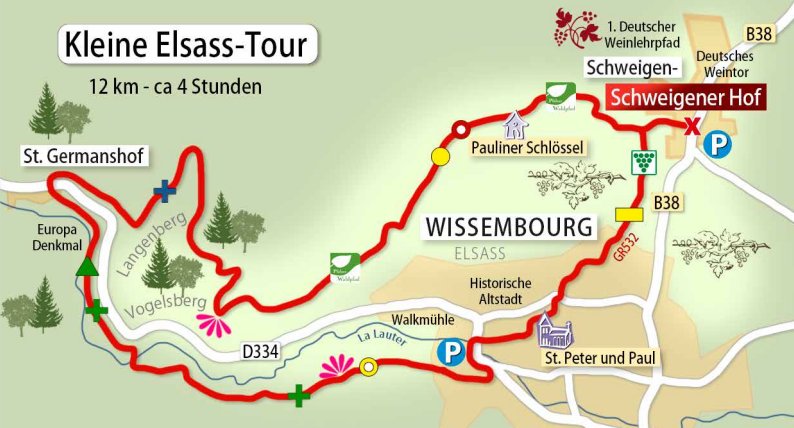 Kleine Elsass-Tour
12 km - ca 4 Stunden
1. Deutscher
Weinlehrpfad
B38
Deutsches
Weintor
Schweigen-
Schweigener Hof
P
Pauliner Schlössel
St. Germanshof
Europa
Denkmal
Langenberg
Vogelsberg
WISSEMBOURG
ELSASS
B38
GR532
Historische
Altstadt
Walkmühle
La Lauter
D334
P
St. Peter und Paul